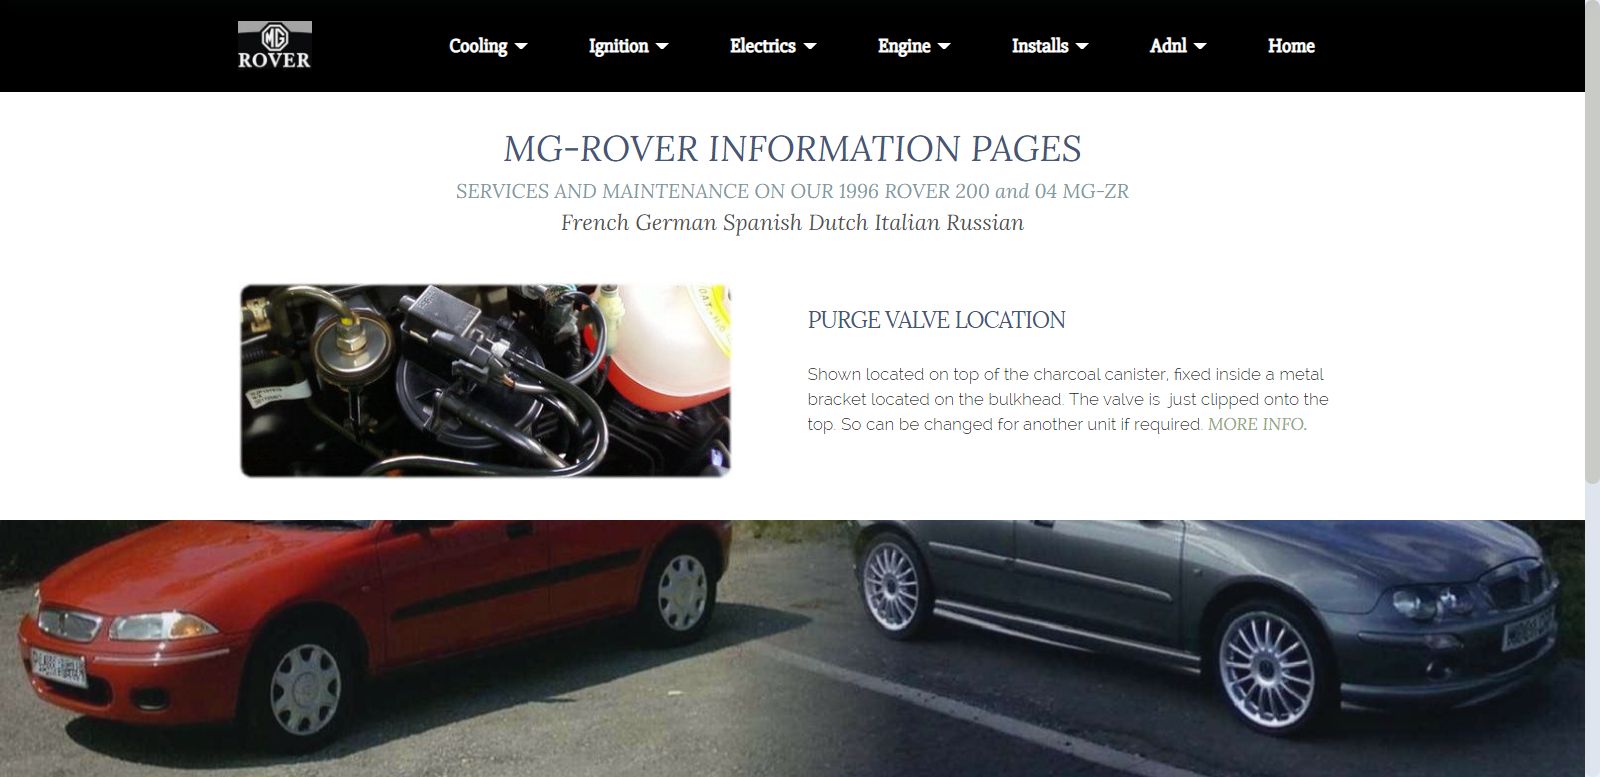 MG
ROVER
Cooling
Ignition
Electrics
Engine
Installs
Adnl
Home
MG-ROVER INFORMATION PAGES
SERVICES AND MAINTENANCE ON OUR 1996 ROVER 200 and 04 MG-ZR
French German Spanish Dutch Italian Russian
PURGE VALVE LOCATION
Shown located on top of the charcoal canister, fixed inside a metal
bracket located on the bulkhead. The valve is just clipped onto the
top. So can be changed for another unit if required. MORE INFO.